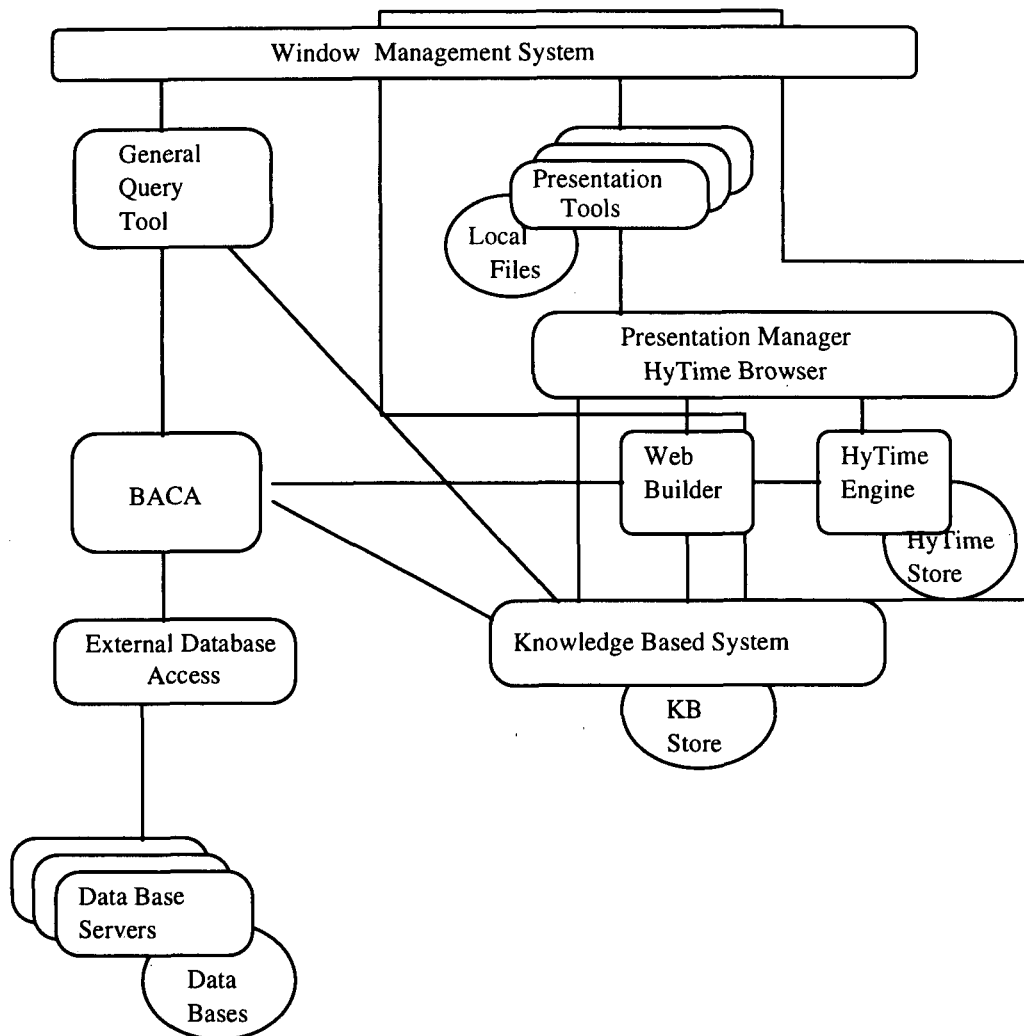 Window Management System
General
Query
Tool
Presentation
Tools
Local
Files
Presentation Manager
HyTime Browser
BACA
Web
Builder
HyTime
Engine
HyTime
Store
External Database
Access
Knowledge Based System
KB
Store
Data Base
Servers
Data
Bases